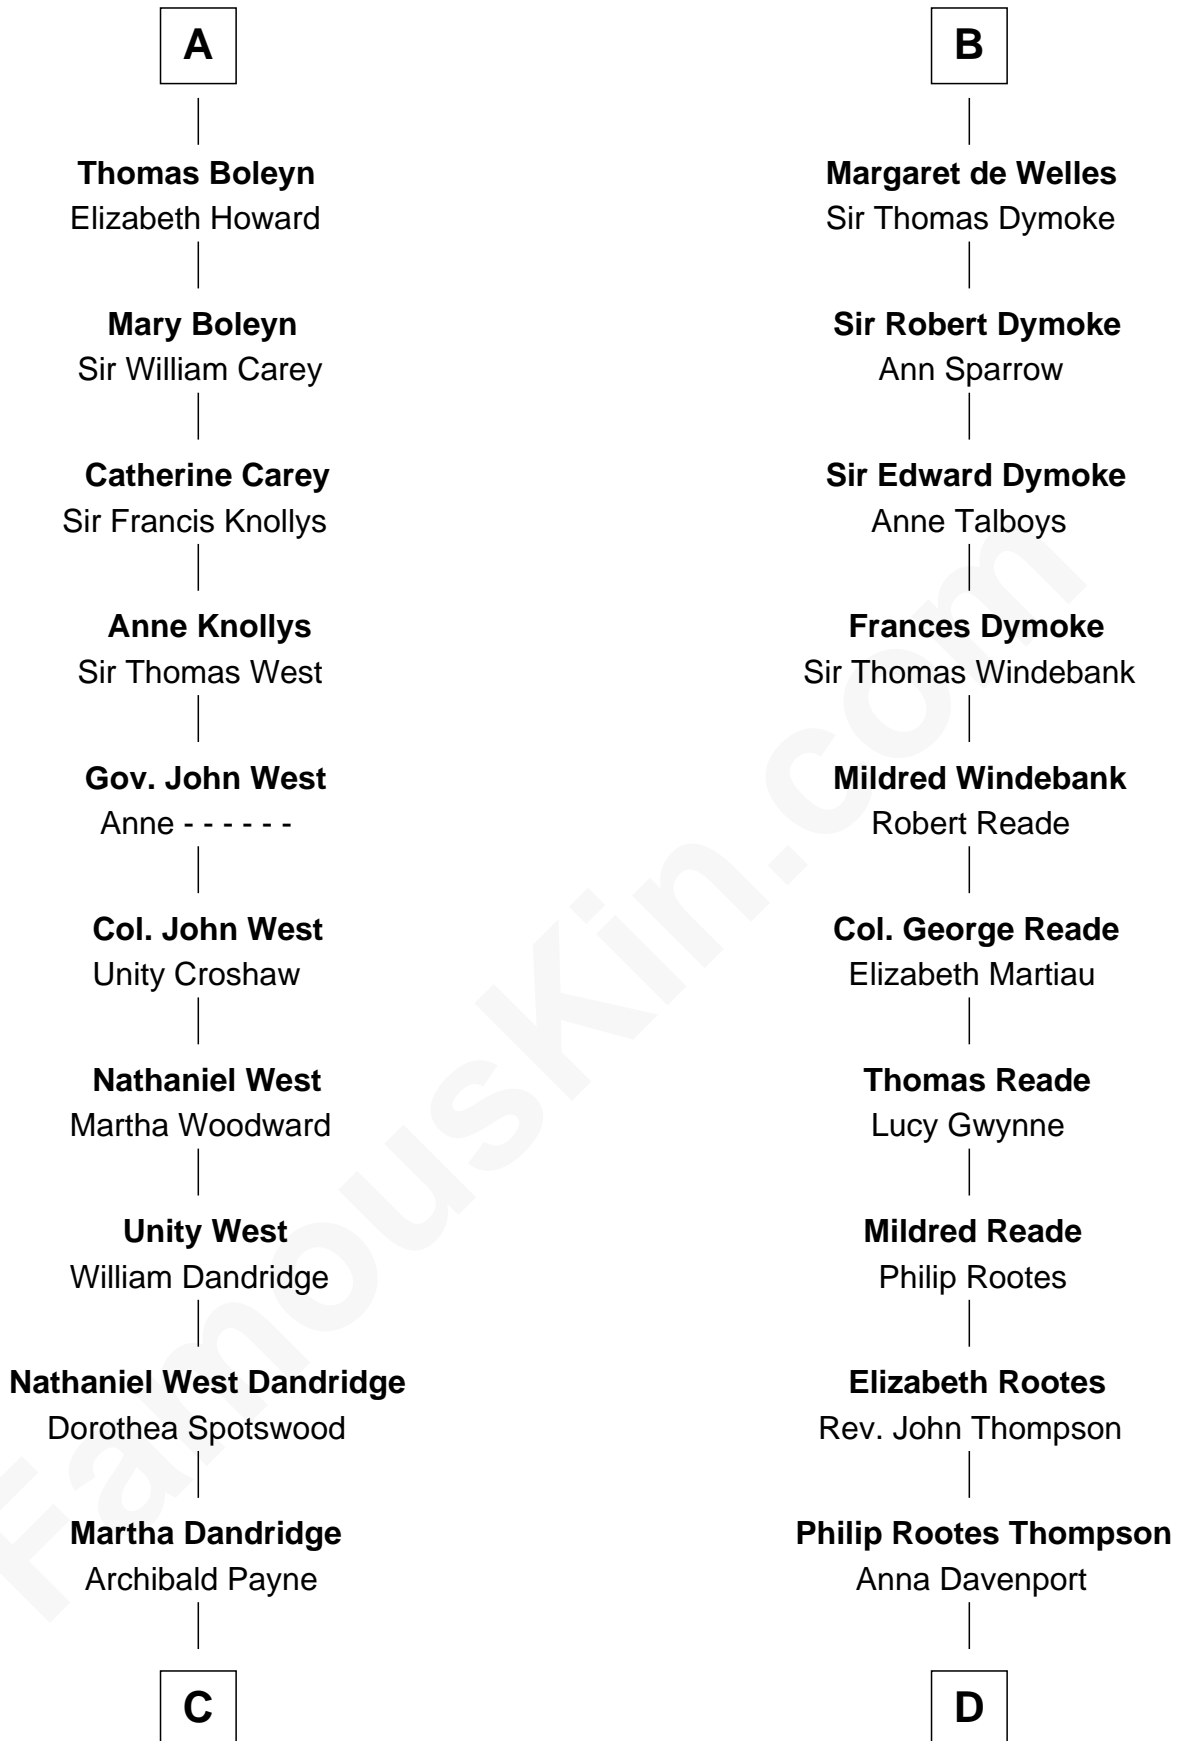 A
Thomas Boleyn
Elizabeth Howard
Mary Boleyn
Sir William Carey
Catherine Carey
Sir Francis Knollys
Anne Knollys
Sir Thomas West
Gov. John West
Anne - - - - - -
Col. John West
Unity Croshaw
Nathaniel West
Martha Woodward
Unity West
William Dandridge
Nathaniel West Dandridge
Dorothea Spotswood
Martha Dandridge
Archibald Payne
C
B
Margaret de Welles
Sir Thomas Dymoke
Sir Robert Dymoke
Ann Sparrow
Sir Edward Dymoke
Anne Talboys
Frances Dymoke
Sir Thomas Windebank
Mildred Windebank
Robert Reade
Col. George Reade
Elizabeth Martiau
Thomas Reade
Lucy Gwynne
Mildred Reade
Philip Rootes
Elizabeth Rootes
Rev. John Thompson
Philip Rootes Thompson
Anna Davenport
D
FamousKin.com